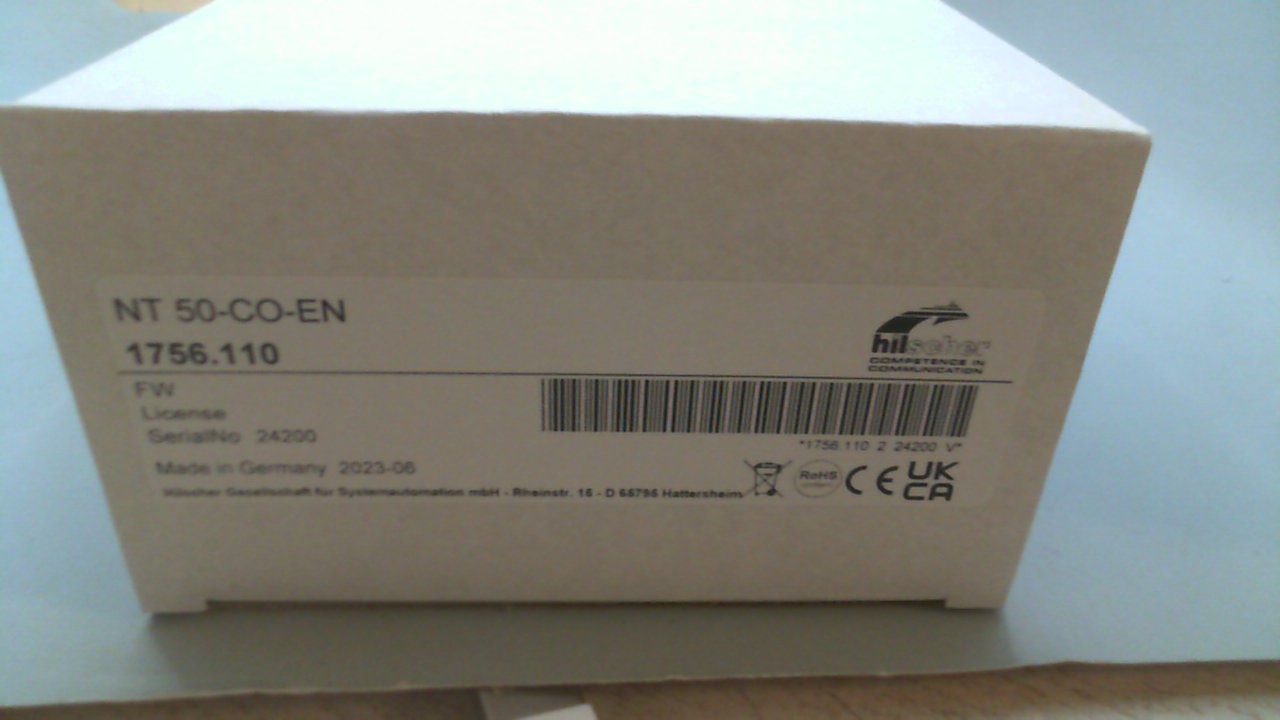 NT 50-CO-EN
1756.110
hilscher
COMPETENCE IN
COMMUNICATION
FW
License
SerialNo 24200
*1756.110 2 24200 V*
Made in Germany 2023-06
RoHS
CE
UK
CA
Hilscher Gesellschaft für Systemautomation mbH - Rheinstr. 15 - D 65795 Hattersheim